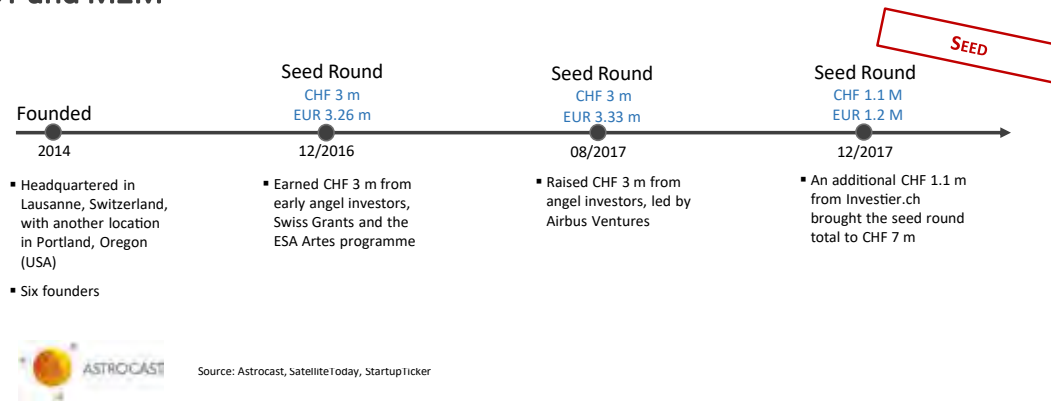 and M2M
SEED
Seed Round
CHF 3 m
EUR 3.26 m
Seed Round
CHF 3 m
EUR 3.33 m
Seed Round
CHF 1.1 M
EUR 1.2 M
Founded
2014
12/2016
08/2017
12/2017
▪ Headquartered in
Lausanne, Switzerland,
with another location
in Portland, Oregon
(USA)
▪ Six founders
▪ Earned CHF 3 m from
early angel investors,
Swiss Grants and the
ESA Artes programme
▪ Raised CHF 3 m from
angel investors, led by
Airbus Ventures
▪ An additional CHF 1.1 m
from Investier.ch
brought the seed round
total to CHF 7 m
ASTROCAST
Source: Astrocast, SatelliteToday, StartupTicker